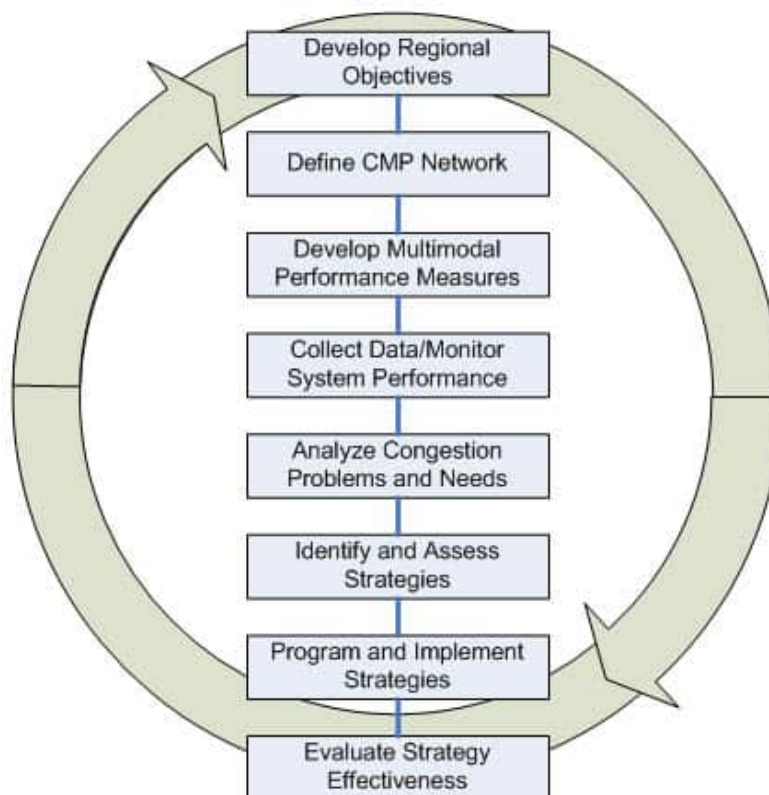 Develop Regional
Objectives
Define CMP Network
Develop Multimodal
Performance Measures
Collect Data/Monitor
System Performance
Analyze Congestion
Problems and Needs
Identify and Assess
Strategies
Program and Implement
Strategies
Evaluate Strategy
Effectiveness